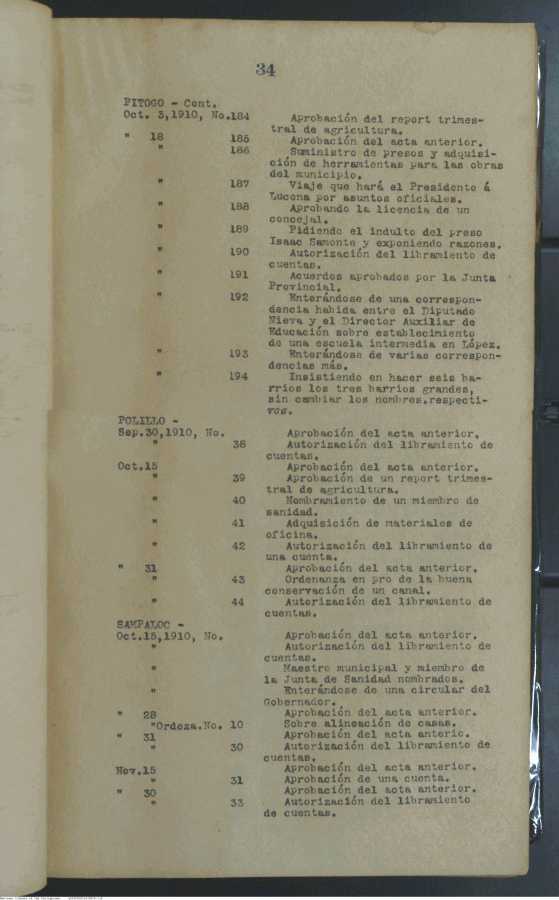 34
PITOGO - Cont.
Oct. 3,1910, No.184 Aprobación del report trimes-
tral de agricultura.
" 18 185 Aprobación del acta anterior.
" 186 Suministro de presos y adquisi-
ción de herramientas para las obras
del municipio.
" 187 Viaje que hará el Presidente á
Lucena por asuntos oficiales.
" 188 Aprobando la licencia de un
concejal.
" 189 Pidiendo el indulto del preso
Isaac Samonte y exponiendo razones.
" 190 Autorización del libramiento de
cuentas.
" 191 Acuerdos aprobados por la Junta
Provincial.
" 192 Enterándose de una correspon-
dencia habida entre el Diputado
Nieva y el Director Auxiliar de
Educación sobre establecimiento
de una escuela intermedia en López.
" 193 Enterándose de varias correspon-
dencias más.
" 194 Insistiendo en hacer seis ba-
rrios los tres barrios grandes,
sin cambiar los nombres.respecti-
vos.
POLILLO -
Sep.30,1910, No. Aprobación del acta anterior.
" 38 Autorización del libramiento de
cuentas.
Oct.15 Aprobación del acta anterior.
" 39 Aprobación de un report trimes-
tral de agricultura.
" 40 Nombramiento de un miembro de
sanidad.
" 41 Adquisición de materiales de
oficina.
" 42 Autorización del libramiento de
una cuenta.
" 31 Aprobación del acta anterior.
" 43 Ordenanza en pro de la buena
conservación de un canal.
" 44 Autorización del libramiento de
cuentas.
SAMPALOC -
Oct.15,1910, No. Aprobación del acta anterior.
" Autorización del libramiento de
cuentas.
" Maestro municipal y miembro de
la Junta de Sanidad nombrados.
" Enterándose de una circular del
Gobernador.
" 28 Aprobación del acta anterior.
"Ordeza.No. 10 Sobre alineación de casas.
" 31 Aprobación del acta anterio.
" 30 Autorización del libramiento de
cuentas.
Nov.15 Aprobación del acta anterior.
" 31 Aprobación de una cuenta.
" 30 Aprobación del acta anterior.
" 33 Autorización del libramiento
de cuentas.